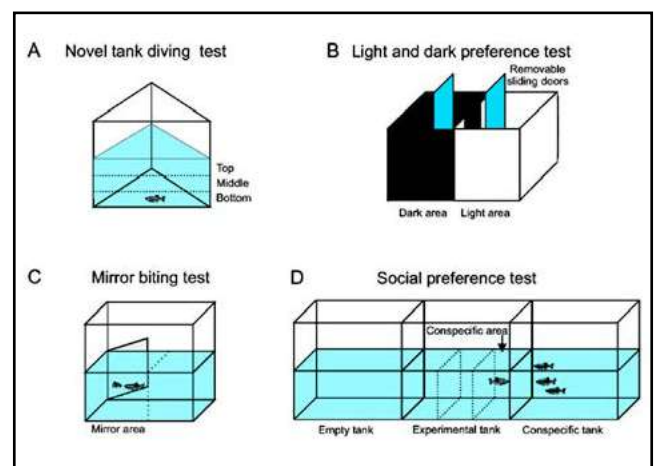 A Novel tank diving test
Top
Middle
Bottom
B Light and dark preference test
Removable
sliding doors
Dark area Light area
C Mirror biting test
Mirror area
D Social preference test
Conspecific area
Empty tank Experimental tank Conspecific tank